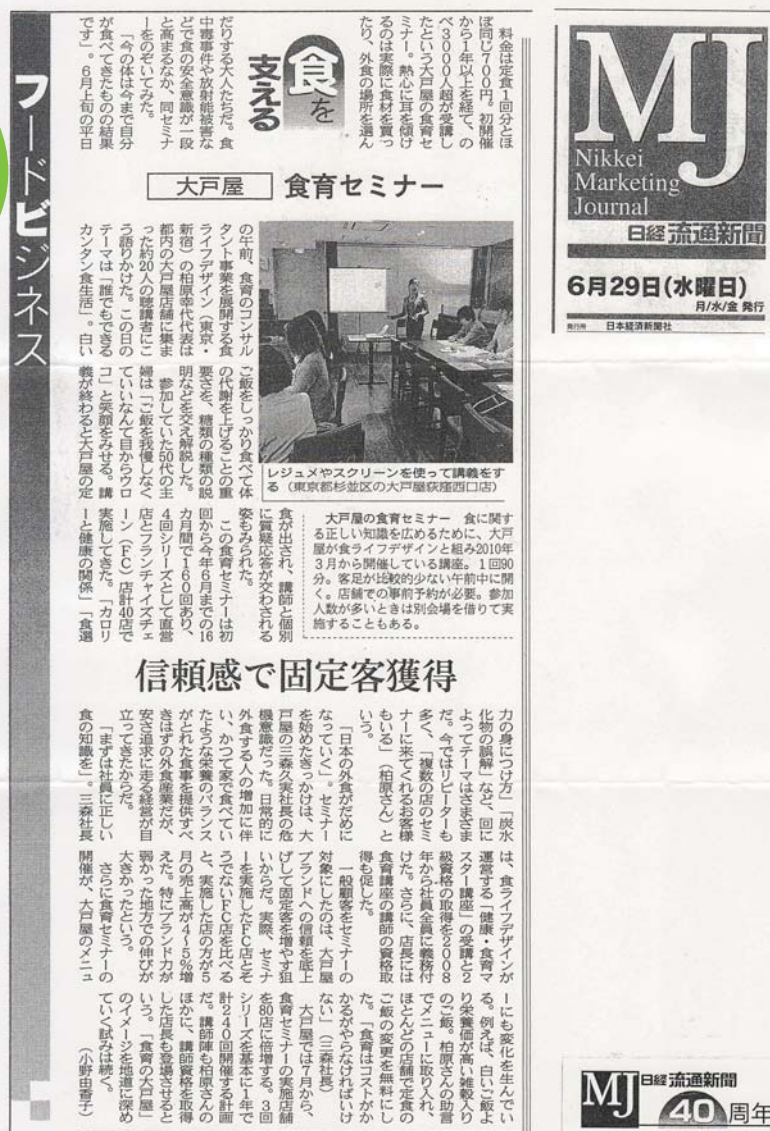 MJ
Nikkei
Marketing
Journal
日経流通新聞
6月29日(水曜日)
月/水/金 発行
発行所 日本経済新聞社
フードビジネス
食を
支える
料金は定食1回分とほ
ぼ同じ700円。初開催
から1年以上を経て、の
べ3000人超が受講し
たという大戸屋の食育セ
ミナー。熱心に耳を傾け
るのは実際に食材を買っ
たり、外食の場所を選ん
だりする大人たちだ。食
中毒事件や放射能被害な
どで食の安全意識が一段
と高まるなか、同セミナ
ーをのぞいてみた。
「今の体は今まで自分
が食べてきたものの結果
です」。6月上旬の平日
大戸屋 食育セミナー
の午前、食育のコンサル
タント事業を展開する食
ライフデザイン（東京・
新宿）の柏原幸代代表は
都内の大戸屋店舗に集ま
った約20人の聴講者にこ
う語りかけた。この日の
テーマは「誰でもできる
カンタン食生活」。白い
ご飯をしっかり食べて体
の代謝を上げることの重
要さを、糖類の種類の説
明などを交え解説した。
参加していた50代の主
婦は「ご飯を我慢しなく
ていいなんて目からウロ
コ」と笑顔をみせる。講
義が終わると大戸屋の定
レジュメやスクリーンを使って講義をす
る（東京都杉並区の大戸屋荻窪西口店）
食が出され、講師と個別
に質疑応答が交わされる
姿もみられた。
この食育セミナーは初
回から今年6月までの16
カ月間で160回あり、
4回シリーズとして直営
店とフランチャイズチェ
ーン（FC）店計40店で
実施してきた。「カロリ
ーと健康の関係」「食選
大戸屋の食育セミナー 食に関す
る正しい知識を広めるために、大戸
屋が食ライフデザインと組み2010年
3月から開催している講座。1回90
分。客足が比較的少ない午前中に開
く。店舗での事前予約が必要。参加
人数が多いときは別会場を借りて実
施することもある。
信頼感で固定客獲得
力の身につけ方」「炭水
化物の誤解」など、回に
よってテーマはさまざま
だ。今ではリピーターも
多く、「複数の店のセミ
ナーに来てくれるお客様
もいる」（柏原さん）と
いう。
「日本の外食がだめに
なっていく」。セミナー
を始めたきっかけは、大
戸屋の三森久実社長の危
機意識だった。日常的に
外食する人の増加に伴
い、かつて家で食べてい
たような栄養のバランス
がとれた食事を提供すべ
きはずの外食産業だが、
安さ追求に走る経営が目
立ってきたからだ。
「まずは社員に正しい
食の知識を」。三森社長
は、食ライフデザインが
運営する「健康・食育マ
スター講座」の受講と2
級資格の取得を2008
年から社員全員に義務付
けた。さらに、店長には
食育講座の講師の資格取
得も促した。
一般顧客をセミナーの
対象にしたのは、大戸屋
ブランドへの信頼を底上
げして固定客を増やす狙
いからだ。実際、セミナ
ーを実施したFC店とそ
うでないFC店を比べる
と、実施した店の方が5
月の売上高が4～5%増
えた。特にブランド力が
弱かった地方での伸びが
大きかったという。
さらに食育セミナーの
開催が、大戸屋のメニュ
ーにも変化を生んでい
る。例えば、白いご飯よ
り栄養価が高い雑穀入り
のご飯。柏原さんの助言
でメニューに取り入れ、
ほとんどの店舗で定食の
ご飯の変更を無料にし
た。「食育はコストがか
かるがやらなければいけ
ない」（三森社長）
大戸屋では7月から、
食育セミナーの実施店舗
を80店に倍増する。3回
シリーズを基本に1年で
計240回開催する計画
だ。講師陣も柏原さんの
ほかに、講師資格を取得
した店長も登場させると
いう。「食育の大戸屋」
のイメージを地道に深め
ていく試みは続く。
（小野由香子）
MJ 日経流通新聞
40周年